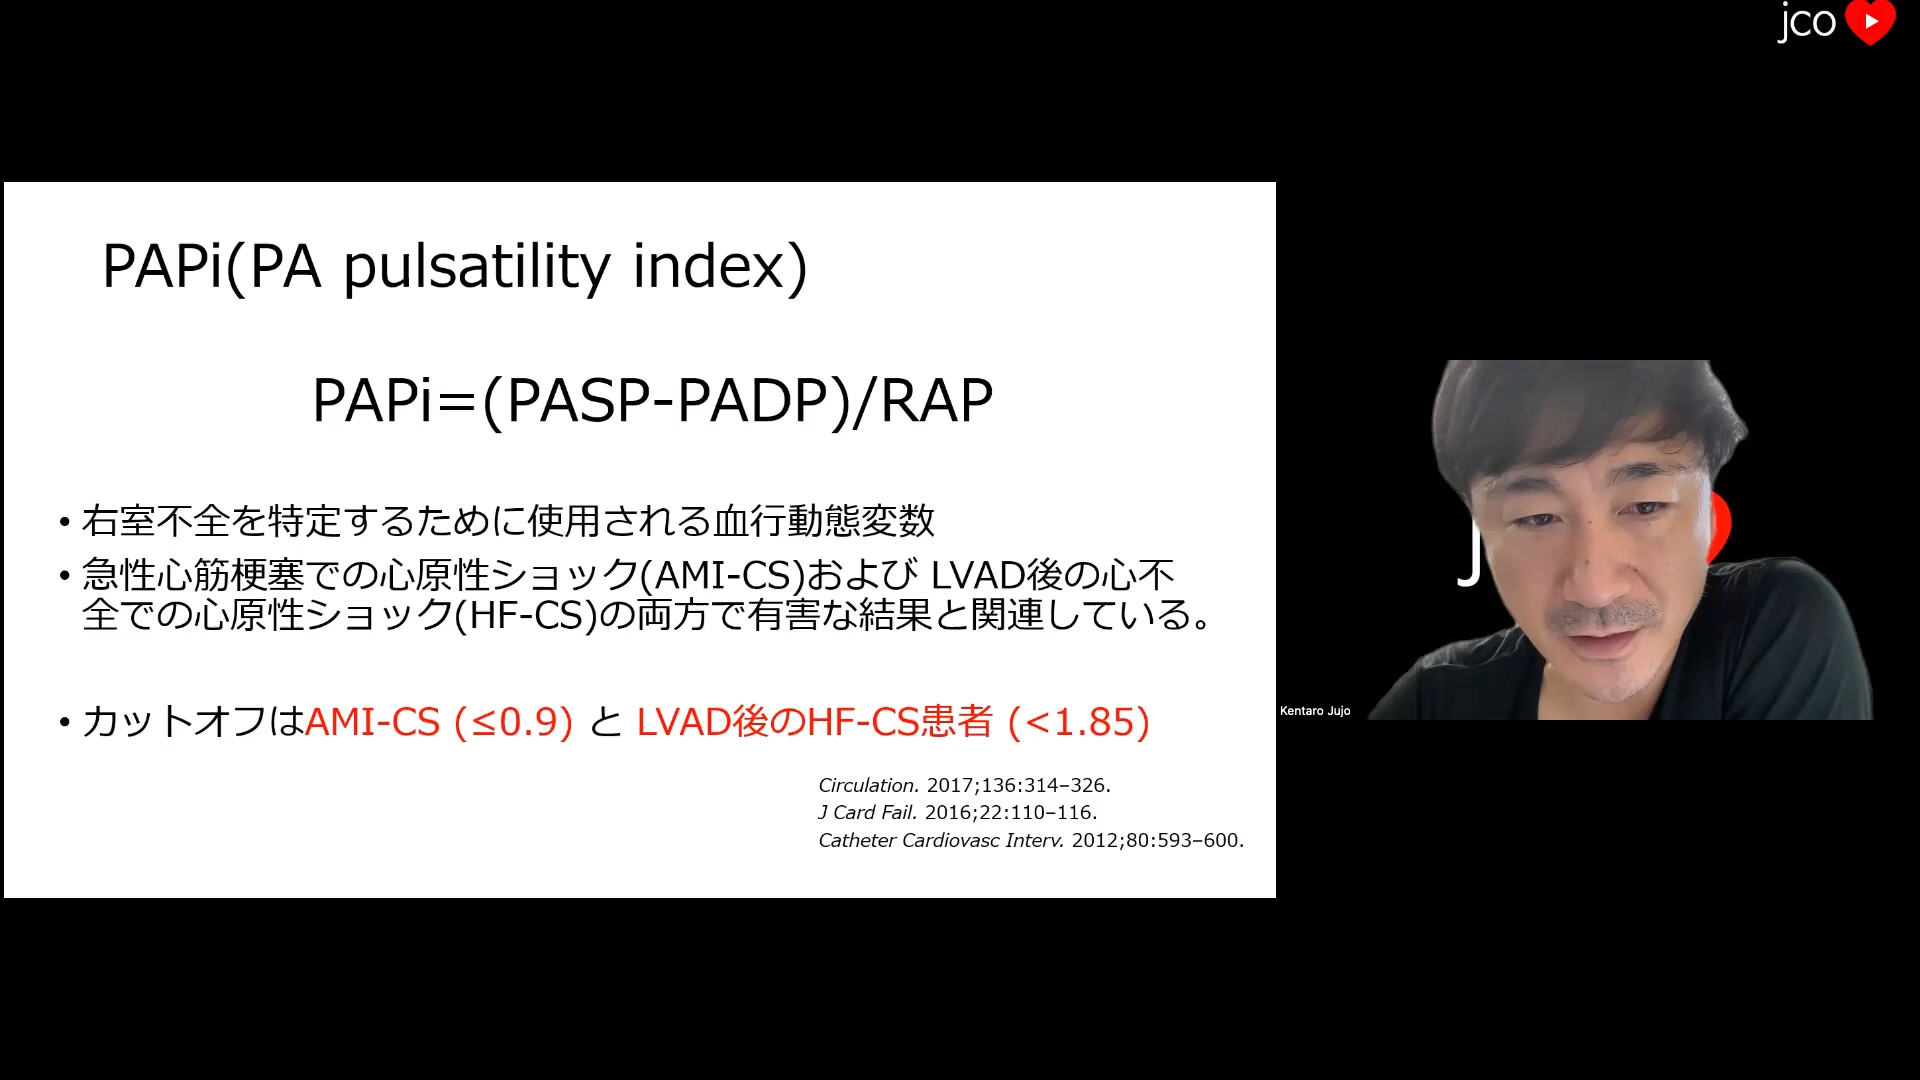 jco
PAPi(PA pulsatility index)
PAPi=(PASP-PADP)/RAP
• 右室不全を特定するために使用される血行動態変数
• 急性心筋梗塞での心原性ショック(AMI-CS)および LVAD後の心不
全での心原性ショック(HF-CS)の両方で有害な結果と関連している。
• カットオフはAMI-CS (≤0.9) と LVAD後のHF-CS患者 (<1.85)
Circulation. 2017;136:314–326.
J Card Fail. 2016;22:110–116.
Catheter Cardiovasc Interv. 2012;80:593–600.
J
Kentaro Jujo